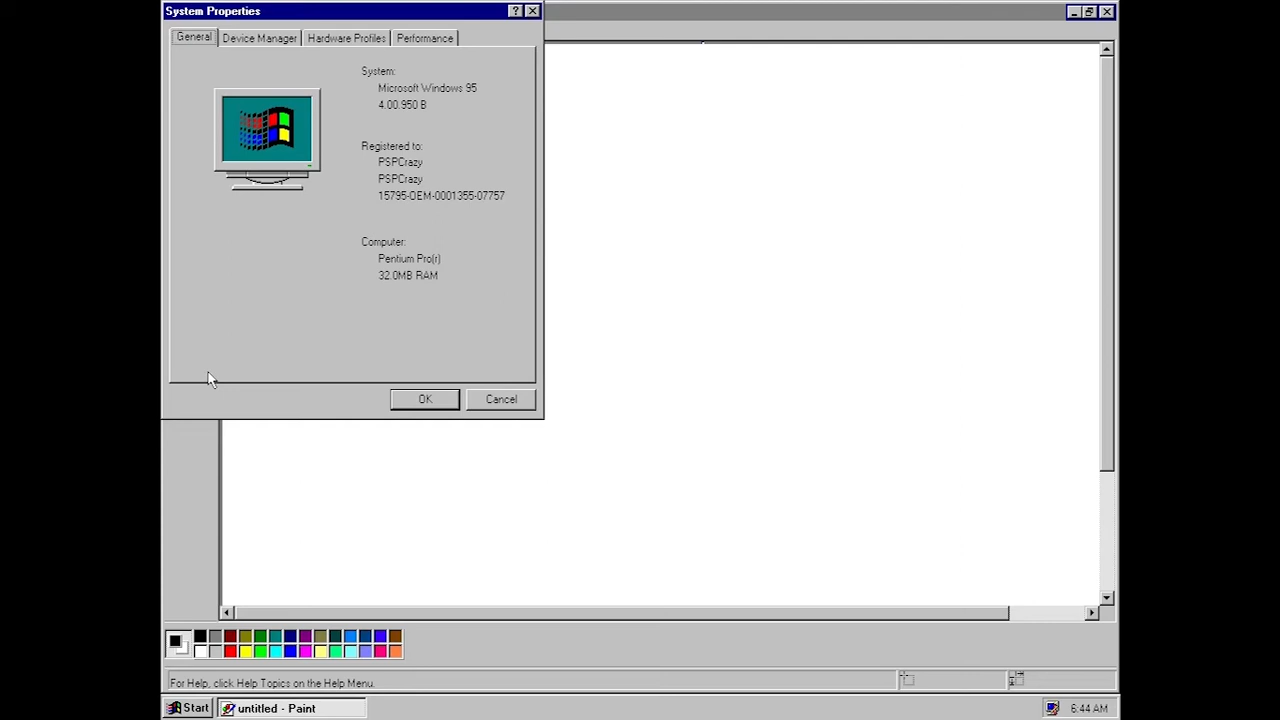 System Properties
General
Device Manager
Hardware Profiles
Performance
System:
Microsoft Windows 95
4.00.950 B
Registered to:
PSPCrazy
PSPCrazy
15795-OEM-0001355-07757
Computer:
Pentium Pro(r)
32.0MB RAM
OK
Cancel
For Help, click Help Topics on the Help Menu.
Start
untitled - Paint
6:44 AM